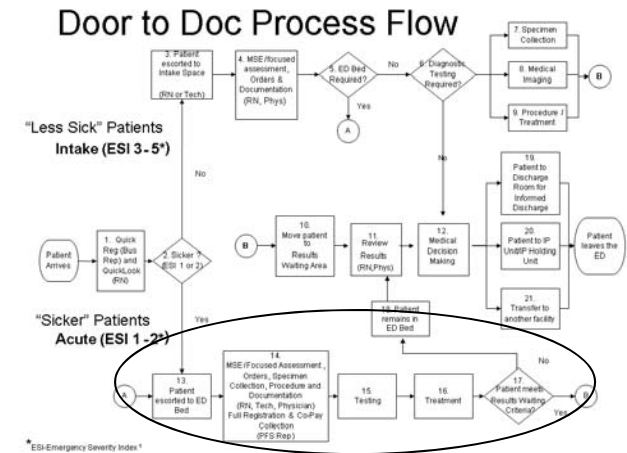 Door to Doc Process Flow
3. Patient
escorted to
Intake Space
(RN or Tech)
4. MSE/focused
assessment,
Orders &
Documentation
(RN, Phys)
5. ED Bed
Required?
No
Yes
A
6. Diagnostic
Testing
Required?
No
7. Specimen
Collection
8. Medical
Imaging
9. Procedure /
Treatment
B
"Less Sick" Patients
Intake (ESI 3-5*)
No
Patient
Arrives
1. Quick
Reg (Bus
Rep) and
QuickLook
(RN)
2. Sicker ?
(ESI 1 or 2)
B
10.
Move patient
to
Results
Waiting Area
11.
Review
Results
(RN,Phys)
12.
Medical
Decision
Making
19.
Patient to
Discharge
Room for
Informed
Discharge
20.
Patient to IP
Unit/IP Holding
Unit
21.
Transfer to
another facility
Patient
leaves the
ED
"Sicker" Patients
Acute (ESI 1-2*)
Yes
Patient
remains in
ED Bed
A
13.
Patient
escorted to ED
Bed
14.
MSE/Focused Assessment
, Orders, Specimen
Collection, Procedure and
Documentation
(RN, Tech, Physician)
Full Registration & Co-Pay
Collection
(PFS Rep)
15.
Testing
16.
Treatment
17.
Patient meets
Results Waiting
Criteria?
No
Yes
B
*ESI-Emergency Severity Index